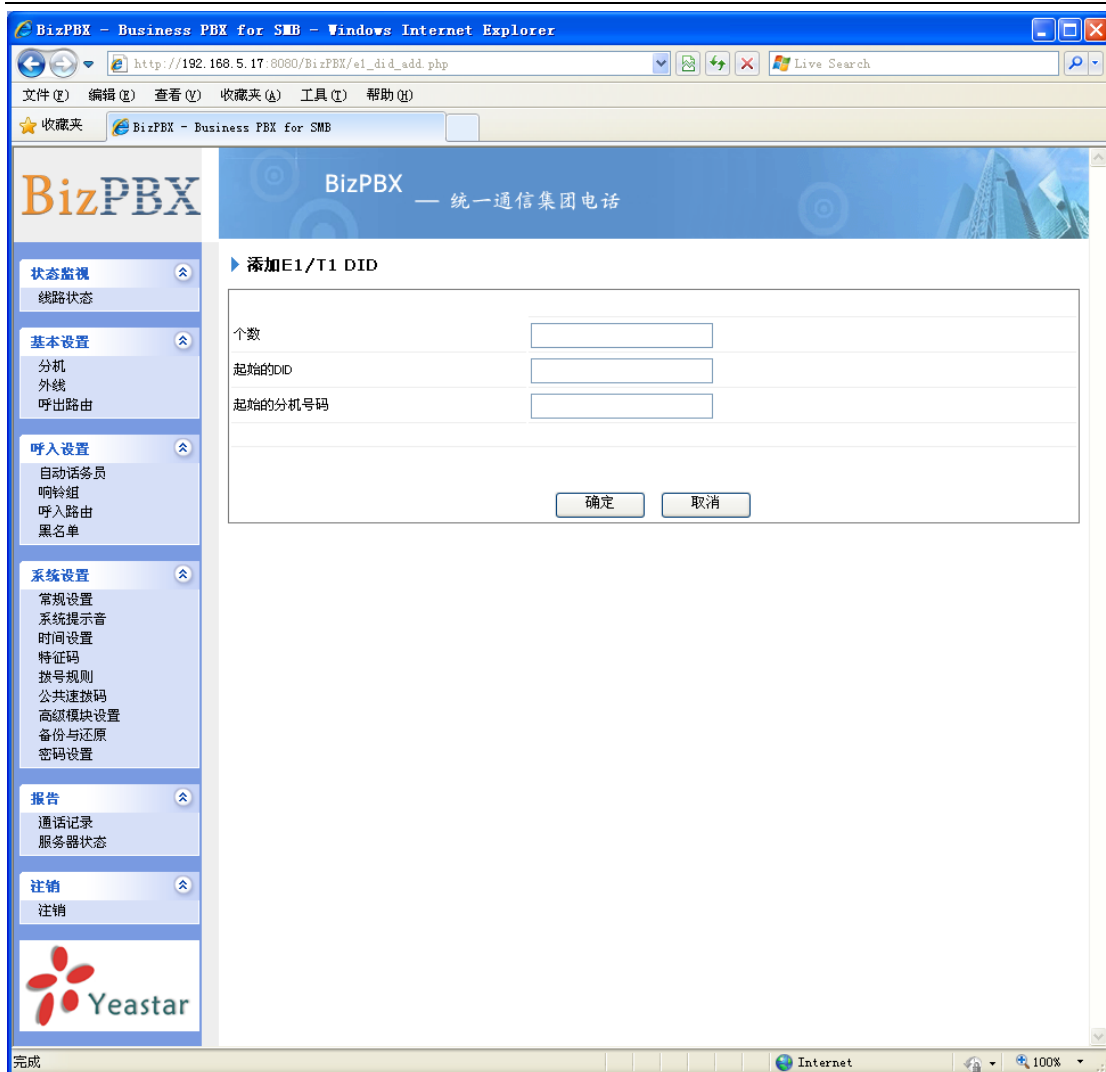 BizPBX - Business PBX for SMB - Windows Internet Explorer
http://192.168.5.17:8080/BizPBX/e1_did_add.php
Live Search
文件(F) 编辑(E) 查看(V) 收藏夹(A) 工具(T) 帮助(H)
收藏夹 BizPBX - Business PBX for SMB
BizPBX
BizPBX
— 统一通信集团电话
添加E1/T1 DID
个数
起始的DID
起始的分机号码
确定 取消
状态监视
线路状态
基本设置
分机
外线
呼出路由
呼入设置
自动话务员
响铃组
呼入路由
黑名单
系统设置
常规设置
系统提示音
时间设置
特征码
拨号规则
公共速拨码
高级模块设置
备份与还原
密码设置
报告
通话记录
服务器状态
注销
注销
Yeastar
完成 Internet 100%